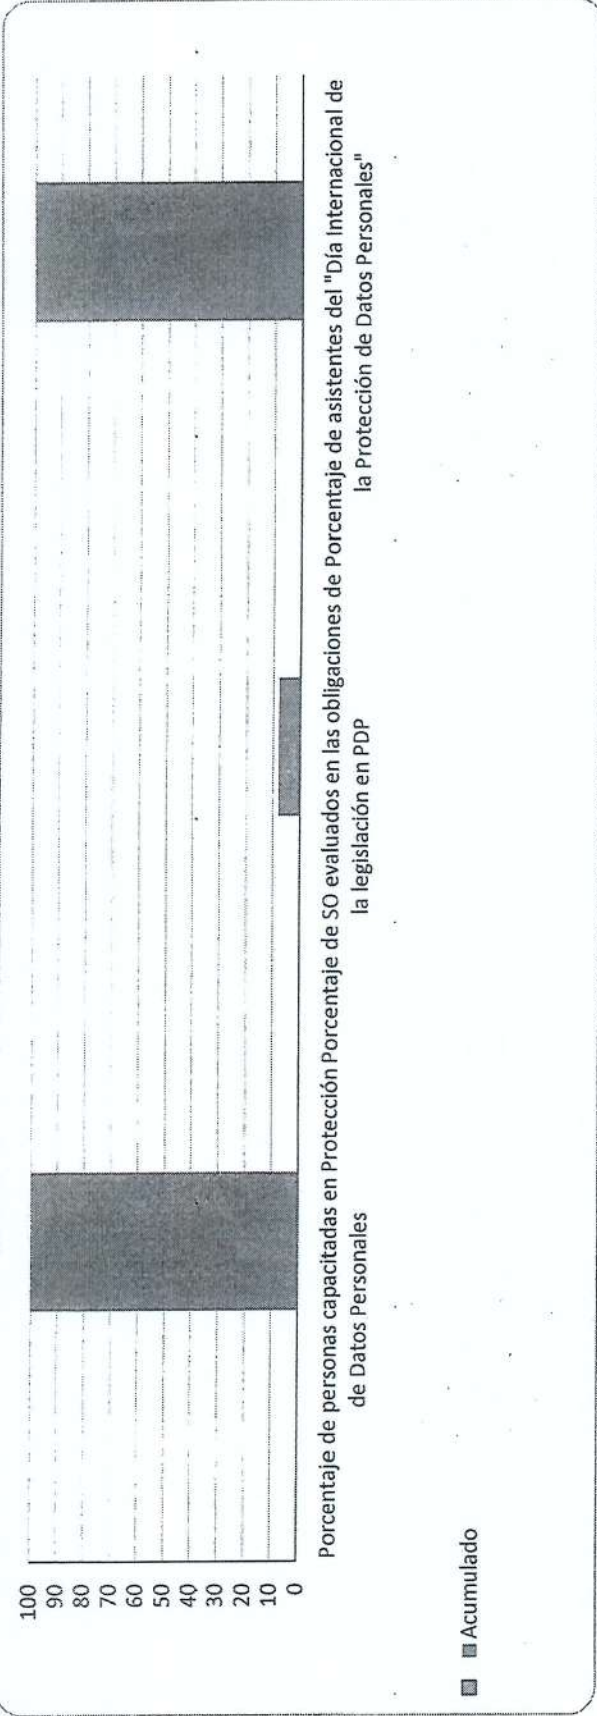 100
90
80
70
60
50
40
30
20
10
0
Porcentaje de personas capacitadas en Protección
de Datos Personales
Porcentaje de SO evaluados en las obligaciones de
la legislación en PDP
Porcentaje de asistentes del "Día Internacional de
la Protección de Datos Personales"
Acumulado